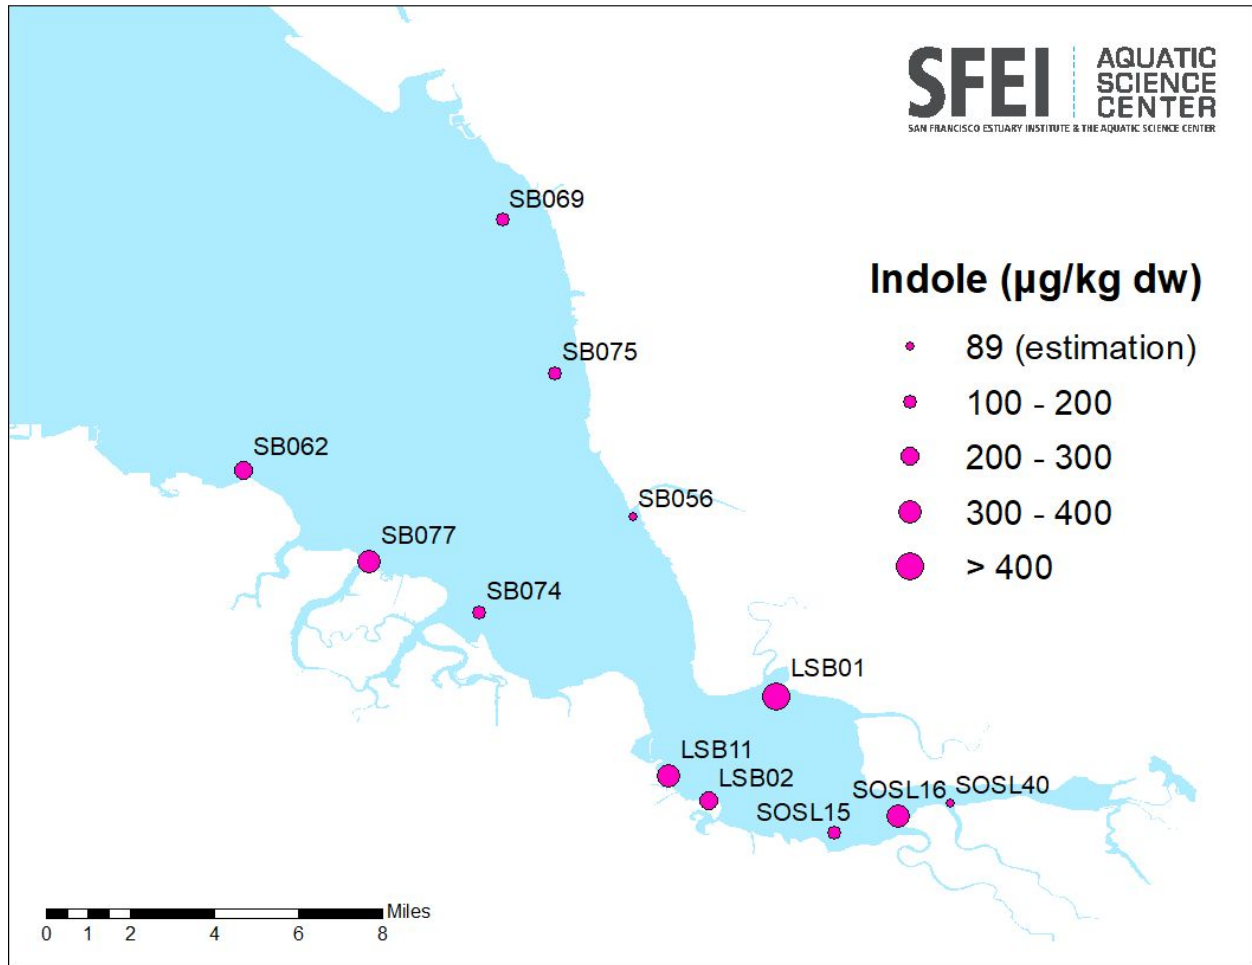 SFEI
AQUATIC
SCIENCE
CENTER
SAN FRANCISCO ESTUARY INSTITUTE & THE AQUATIC SCIENCE CENTER
SB069
Indole (µg/kg dw)
89 (estimation)
100 - 200
200 - 300
300 - 400
> 400
SB075
SB062
SB056
SB077
SB074
LSB01
LSB11
LSB02
SOSL15
SOSL16
SOSL40
Miles
0 1 2 4 6 8